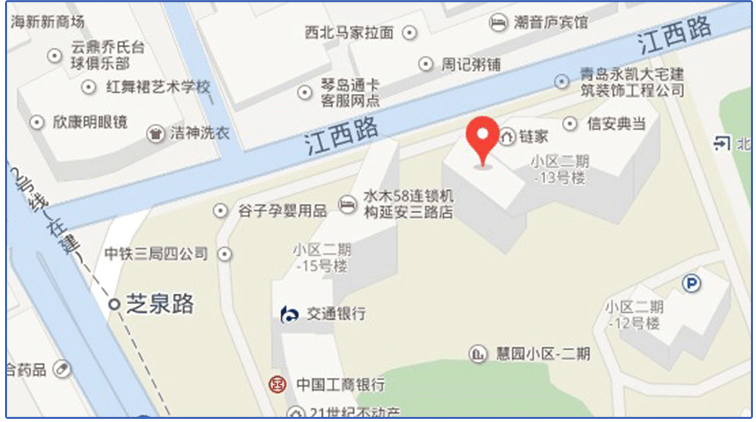 海新新商场
西北马家拉面
潮音庐宾馆
江西路
云鼎乔氏台
球俱乐部
周记粥铺
红舞裙艺术学校
琴岛通卡
客服网点
青岛永凯大宅建
筑装饰工程公司
欣康明眼镜
洁神洗衣
江西路
链家
信安典当
北
小区二期
-13号楼
2号线(在建)
水木58连锁机
构延安三路店
谷子孕婴用品
中铁三局四公司
小区二期
-15号楼
芝泉路
P
交通银行
小区二期
-12号楼
慧园小区-二期
合药品
中国工商银行
21世纪不动产